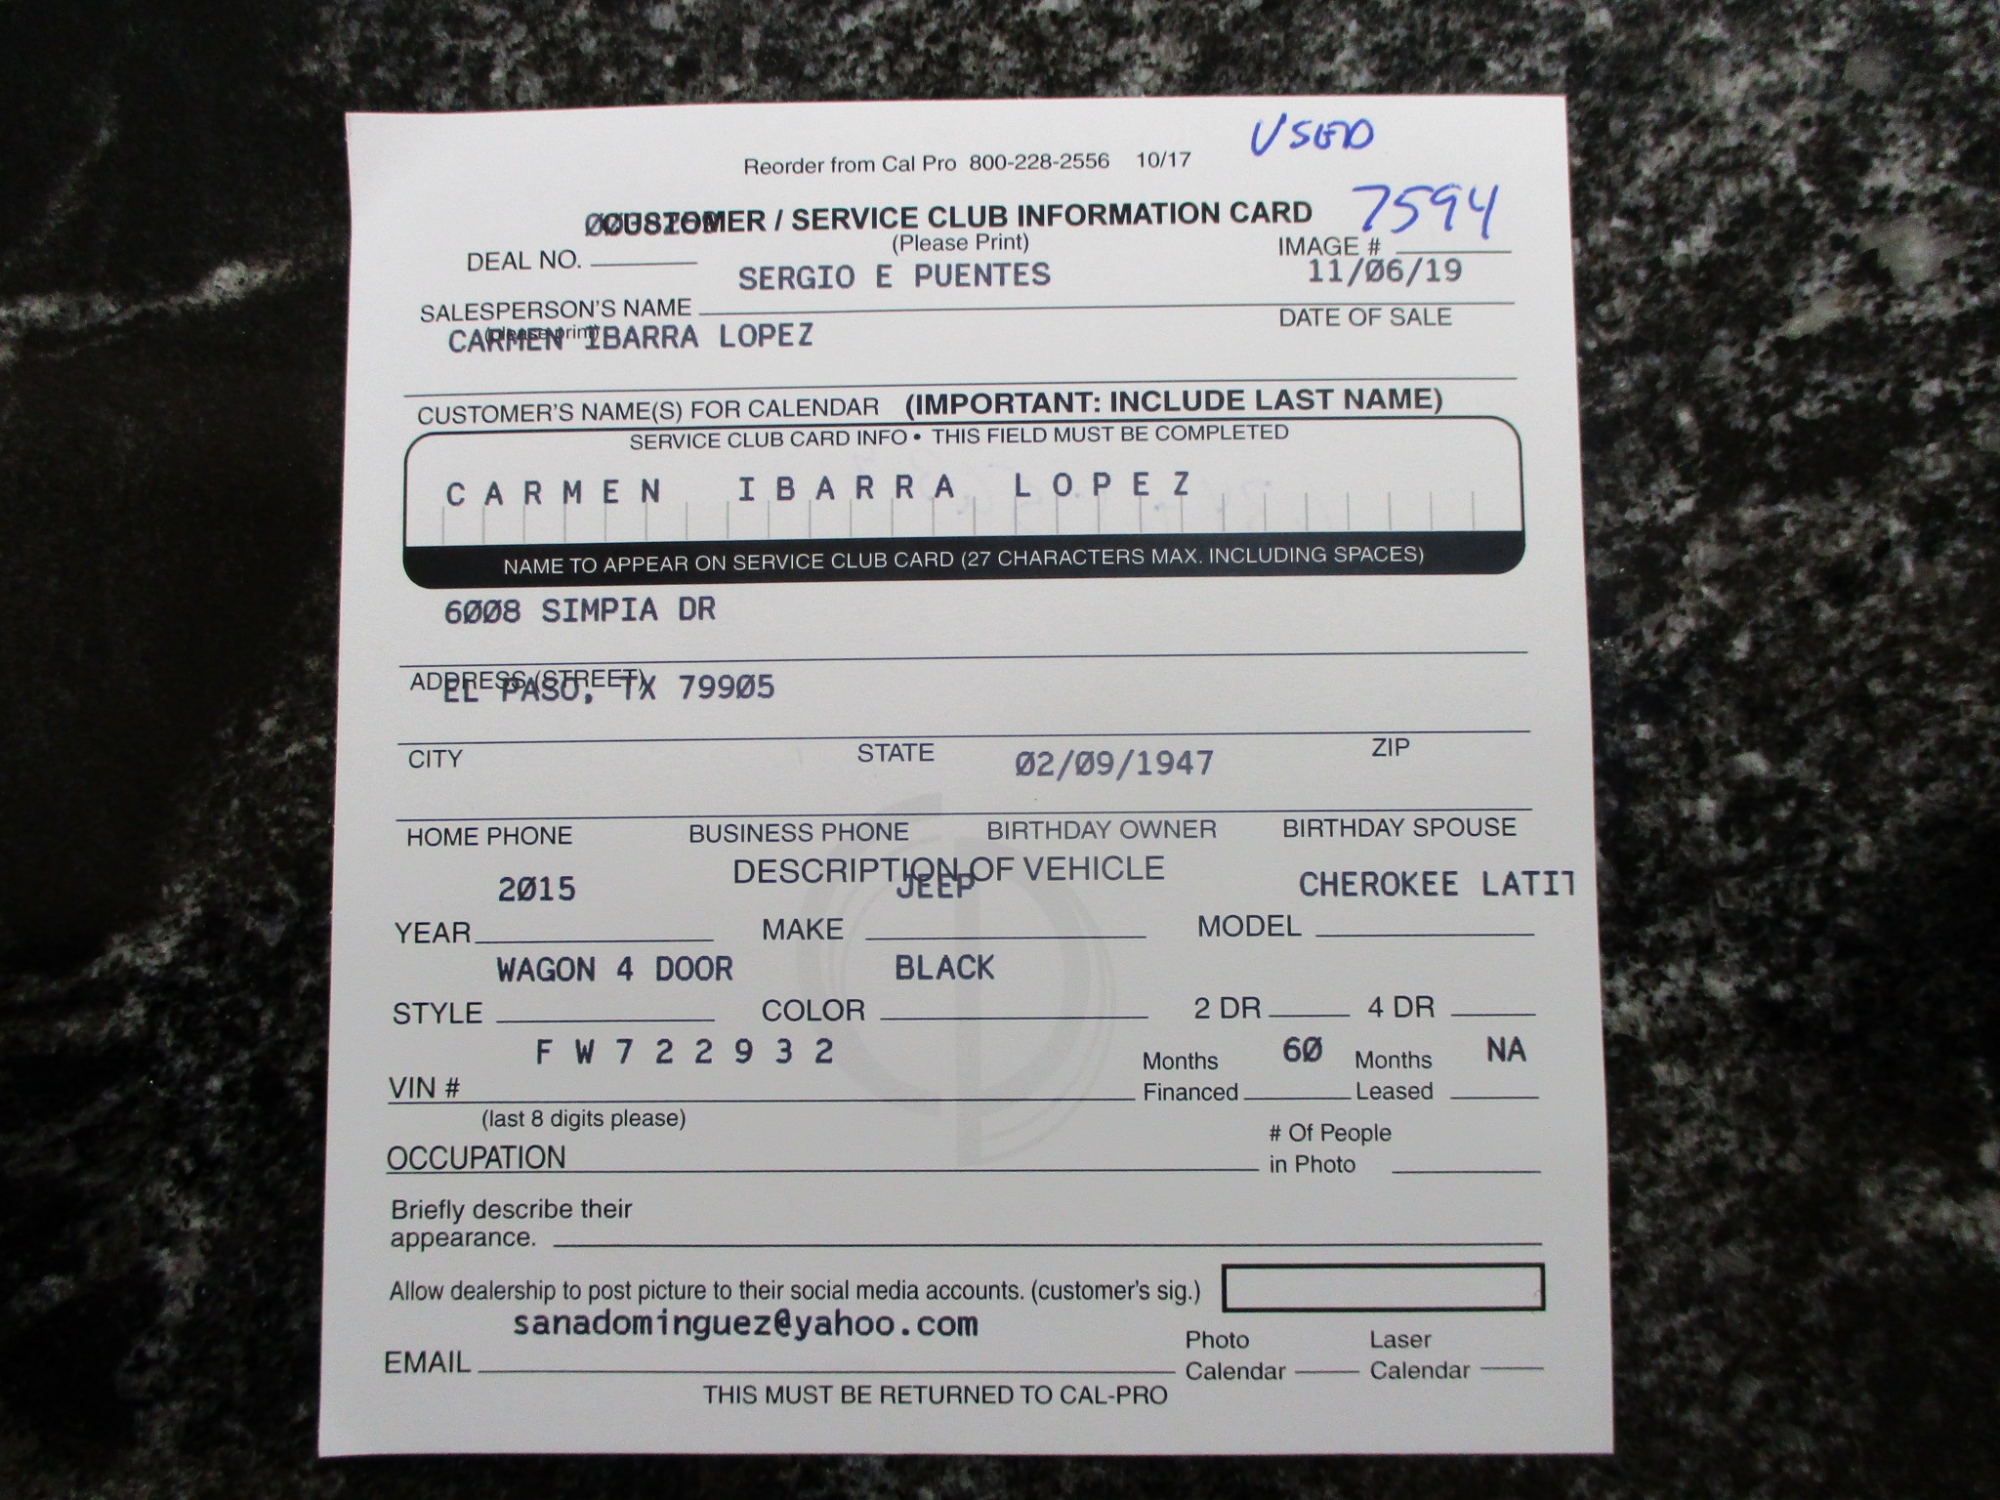 USED
Reorder from Cal Pro 800-228-2556 10/17
7594
CUSTOMER / SERVICE CLUB INFORMATION CARD
(Please Print)
DEAL NO. IMAGE #
SERGIO E PUENTES 11/06/19
SALESPERSON'S NAME DATE OF SALE
(please print)
CARMEN IBARRA LOPEZ
CUSTOMER'S NAME(S) FOR CALENDAR (IMPORTANT: INCLUDE LAST NAME)
SERVICE CLUB CARD INFO • THIS FIELD MUST BE COMPLETED
CARMEN IBARRA LOPEZ
NAME TO APPEAR ON SERVICE CLUB CARD (27 CHARACTERS MAX. INCLUDING SPACES)
6008 SIMPIA DR
ADDRESS (STREET)
EL PASO, TX 79905
CITY STATE ZIP
02/09/1947
HOME PHONE BUSINESS PHONE BIRTHDAY OWNER BIRTHDAY SPOUSE
DESCRIPTION OF VEHICLE
2015 JEEP CHEROKEE LATIT
YEAR MAKE MODEL
WAGON 4 DOOR BLACK
STYLE COLOR 2 DR 4 DR
FW722932 60 NA
VIN # Months Financed Months Leased
(last 8 digits please)
OCCUPATION # Of People in Photo
Briefly describe their
appearance.
Allow dealership to post picture to their social media accounts. (customer's sig.)
sanadominguez@yahoo.com
EMAIL Photo Calendar Laser Calendar
THIS MUST BE RETURNED TO CAL-PRO